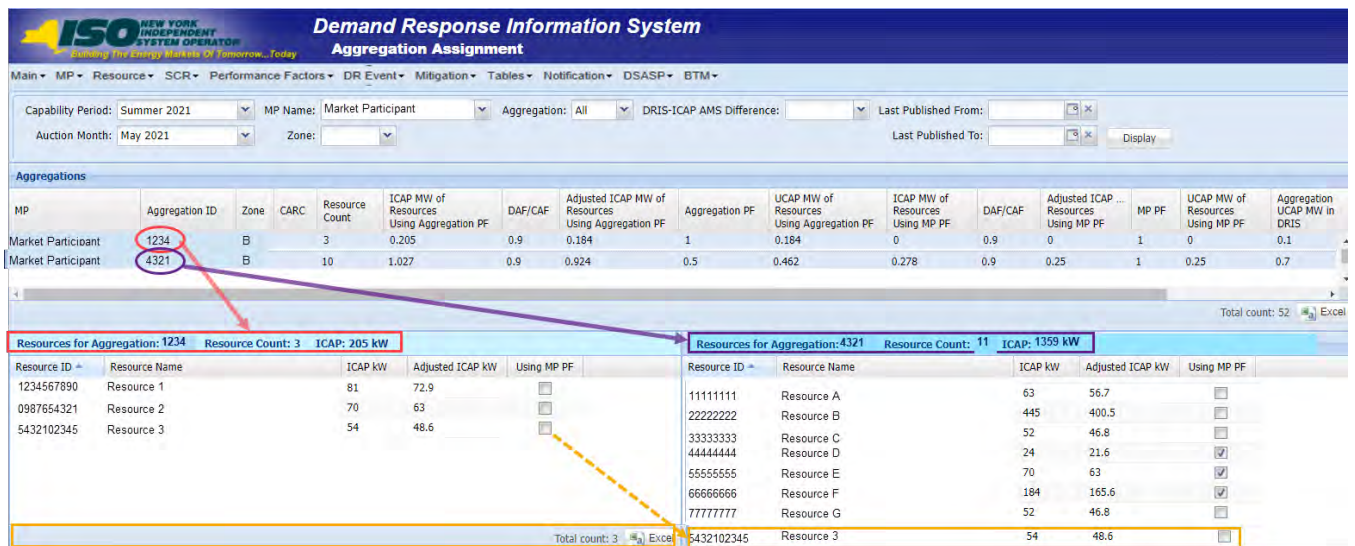 NEW YORK
INDEPENDENT
SYSTEM OPERATOR
ISO
Building The Energy Markets Of Tomorrow...Today
Demand Response Information System
Aggregation Assignment
Main MP Resource SCR Performance Factors DR Event Mitigation Tables Notification DSASP BTM
Capability Period: Summer 2021 MP Name: Market Participant Aggregation: All DRIS-ICAP AMS Difference: Last Published From:
Auction Month: May 2021 Zone: Last Published To: Display
Aggregations
MP Aggregation ID Zone CARC Resource Count ICAP MW of Resources Using Aggregation PF DAF/CAF Adjusted ICAP MW of Resources Using Aggregation PF Aggregation PF UCAP MW of Resources Using Aggregation PF ICAP MW of Resources Using MP PF DAF/CAF Adjusted ICAP ... Resources Using MP PF MP PF UCAP MW of Resources Using MP PF Aggregation UCAP MW in DRIS
Market Participant 1234 B 3 0.205 0.9 0.184 1 0.184 0 0.9 0 1 0 0.1
Market Participant 4321 B 10 1.027 0.9 0.924 0.5 0.462 0.278 0.9 0.25 1 0.25 0.7
Total count: 52 Excel
Resources for Aggregation: 1234 Resource Count: 3 ICAP: 205 kW
Resource ID Resource Name ICAP kW Adjusted ICAP kW Using MP PF
1234567890 Resource 1 81 72.9
0987654321 Resource 2 70 63
5432102345 Resource 3 54 48.6
Total count: 3 Excel
Resources for Aggregation: 4321 Resource Count: 11 ICAP: 1359 kW
Resource ID Resource Name ICAP kW Adjusted ICAP kW Using MP PF
11111111 Resource A 63 56.7
22222222 Resource B 445 400.5
33333333 Resource C 52 46.8
44444444 Resource D 24 21.6
55555555 Resource E 70 63
66666666 Resource F 184 165.6
77777777 Resource G 52 46.8
5432102345 Resource 3 54 48.6